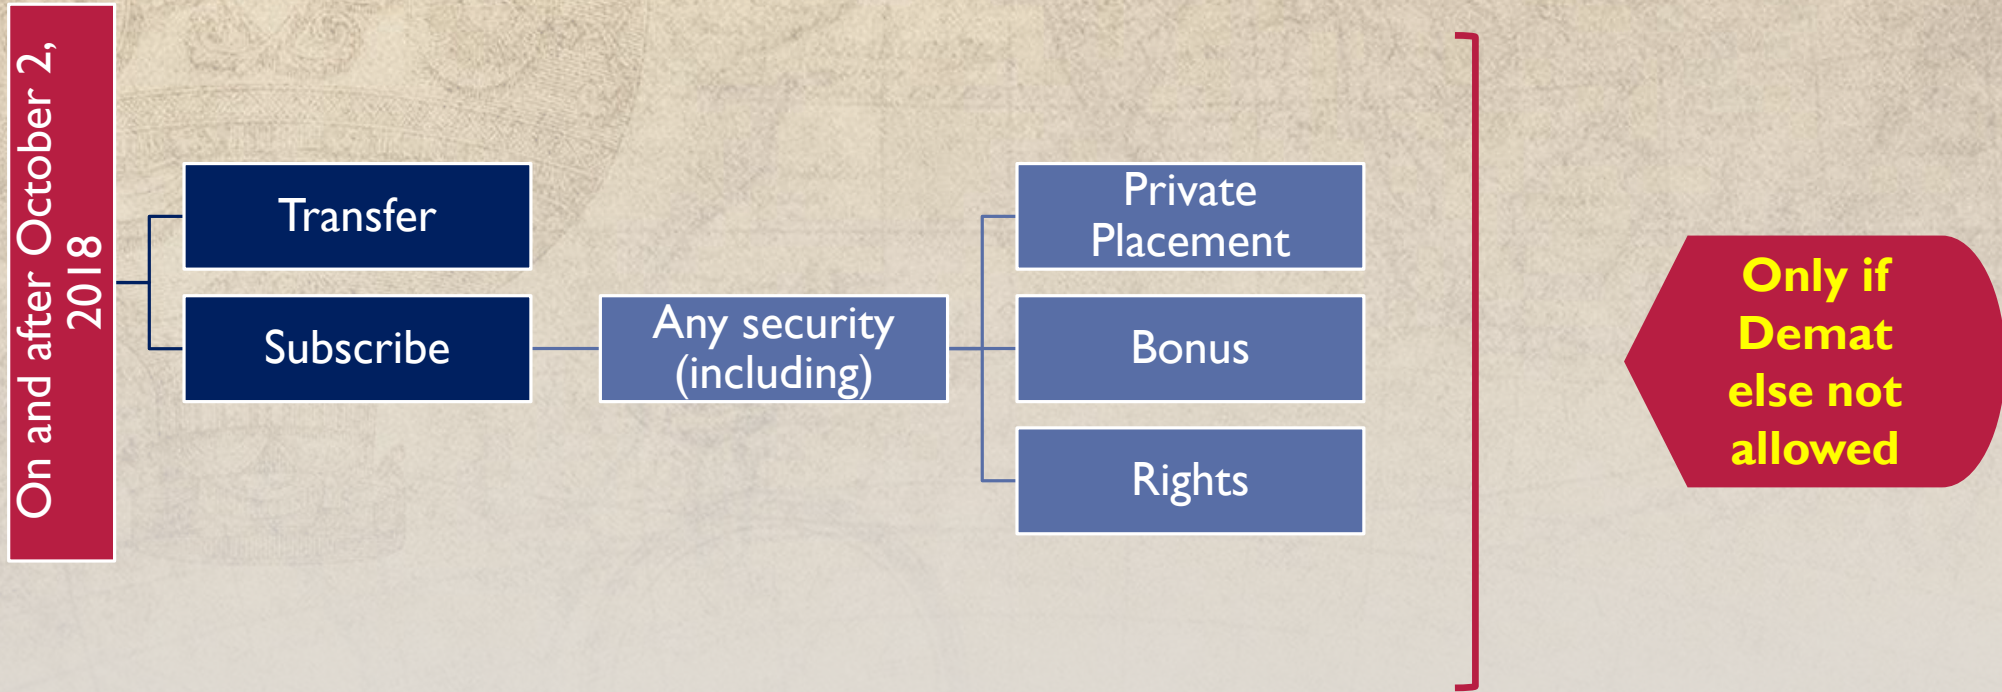 On and after October 2,
2018
Transfer
Subscribe
Any security
(including)
Private
Placement
Bonus
Rights
Only if
Demat
else not
allowed